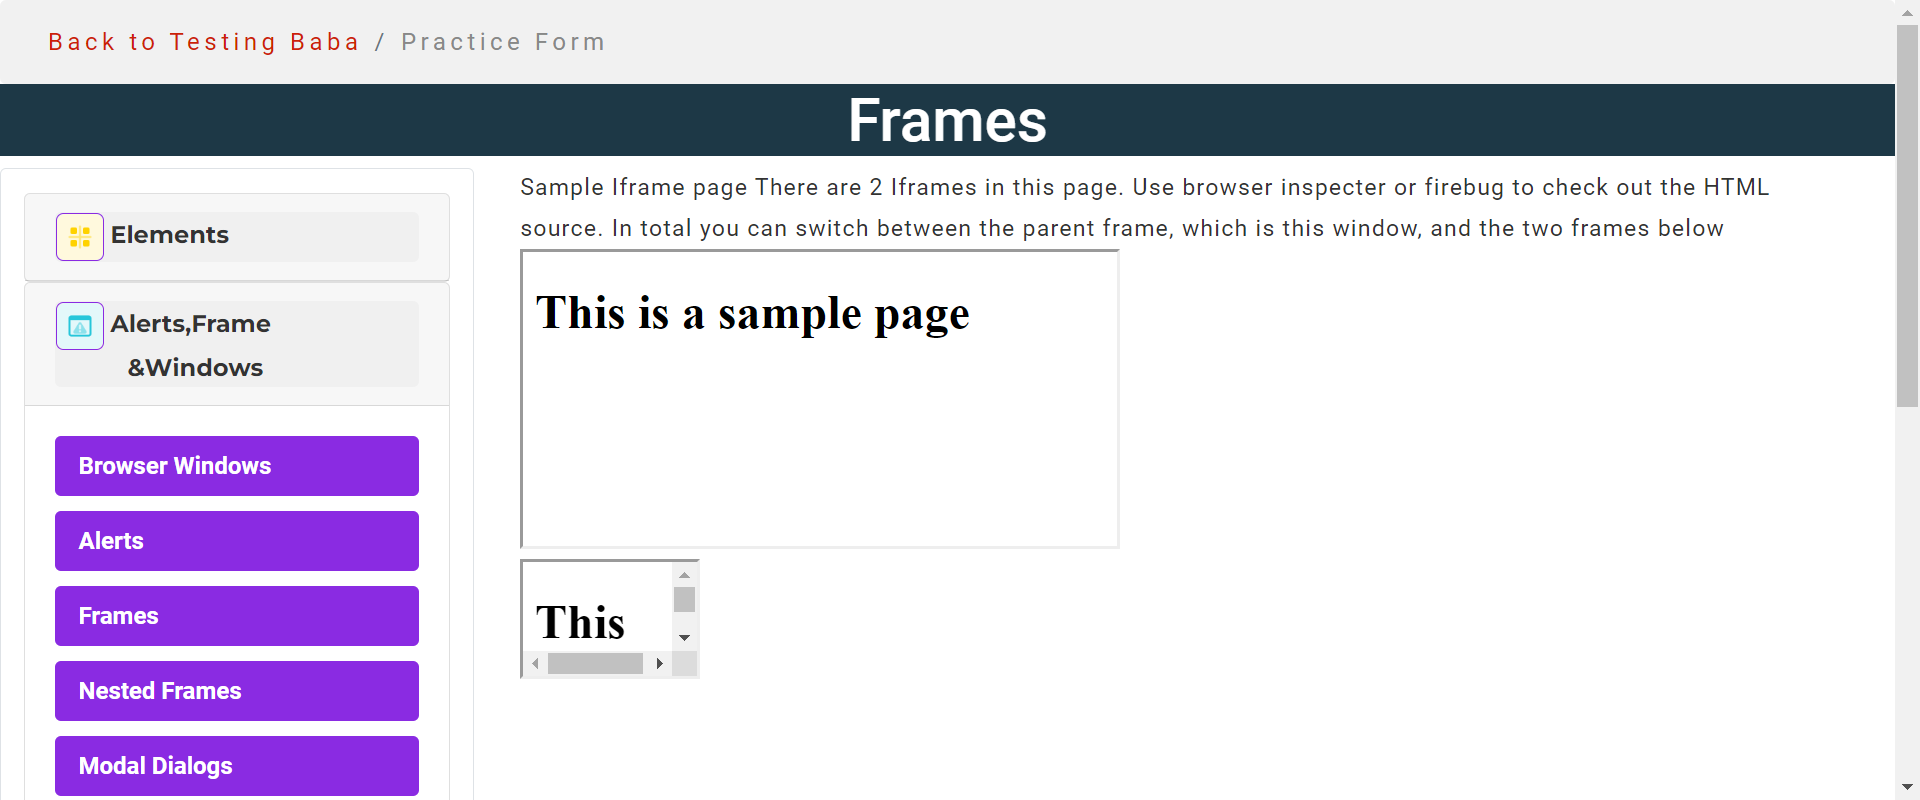 Back to Testing Baba / Practice Form
Frames
Elements
Alerts,Frame
&Windows
Browser Windows
Alerts
Frames
Nested Frames
Modal Dialogs
Sample Iframe page There are 2 Iframes in this page. Use browser inspecter or firebug to check out the HTML
source. In total you can switch between the parent frame, which is this window, and the two frames below
This is a sample page
This